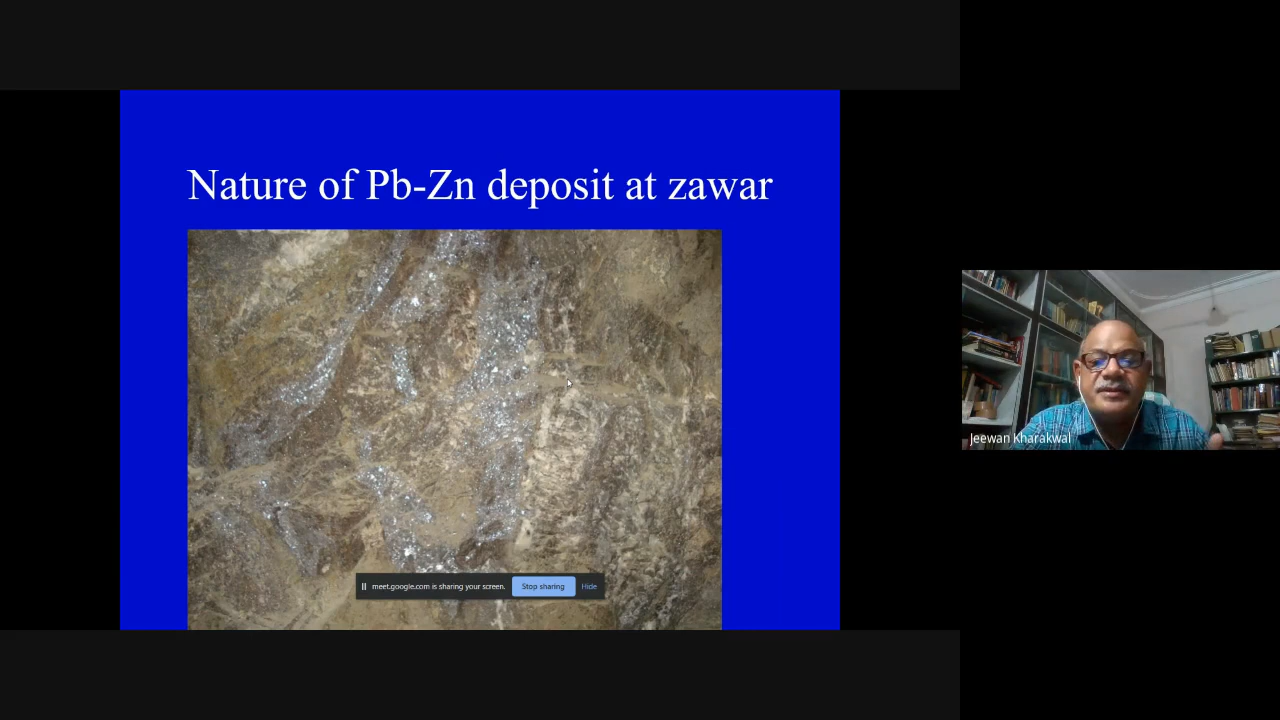 Nature of Pb-Zn deposit at zawar
meet.google.com is sharing your screen.
Stop sharing
Hide
Jeewan Kharakwal